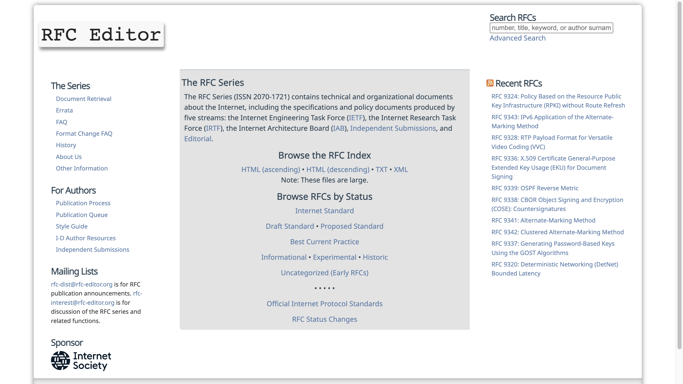 RFC Editor
Search RFCs
number, title, keyword, or author surnam
Advanced Search
The Series
Document Retrieval
Errata
FAQ
Format Change FAQ
History
About Us
Other Information
For Authors
Publication Process
Publication Queue
Style Guide
I-D Author Resources
Independent Submissions
Mailing Lists
rfc-dist@rfc-editor.org is for RFC
publication announcements. rfc-
interest@rfc-editor.org is for
discussion of the RFC series and
related functions.
Sponsor
Internet
Society
The RFC Series
The RFC Series (ISSN 2070-1721) contains technical and organizational documents
about the Internet, including the specifications and policy documents produced by
five streams: the Internet Engineering Task Force (IETF), the Internet Research Task
Force (IRTF), the Internet Architecture Board (IAB), Independent Submissions, and
Editorial.
Browse the RFC Index
HTML (ascending) • HTML (descending) • TXT • XML
Note: These files are large.
Browse RFCs by Status
Internet Standard
Draft Standard • Proposed Standard
Best Current Practice
Informational • Experimental • Historic
Uncategorized (Early RFCs)
• • • • •
Official Internet Protocol Standards
RFC Status Changes
Recent RFCs
RFC 9324: Policy Based on the Resource Public
Key Infrastructure (RPKI) without Route Refresh
RFC 9343: IPv6 Application of the Alternate-
Marking Method
RFC 9328: RTP Payload Format for Versatile
Video Coding (VVC)
RFC 9336: X.509 Certificate General-Purpose
Extended Key Usage (EKU) for Document
Signing
RFC 9339: OSPF Reverse Metric
RFC 9338: CBOR Object Signing and Encryption
(COSE): Countersignatures
RFC 9341: Alternate-Marking Method
RFC 9342: Clustered Alternate-Marking Method
RFC 9337: Generating Password-Based Keys
Using the GOST Algorithms
RFC 9320: Deterministic Networking (DetNet)
Bounded Latency